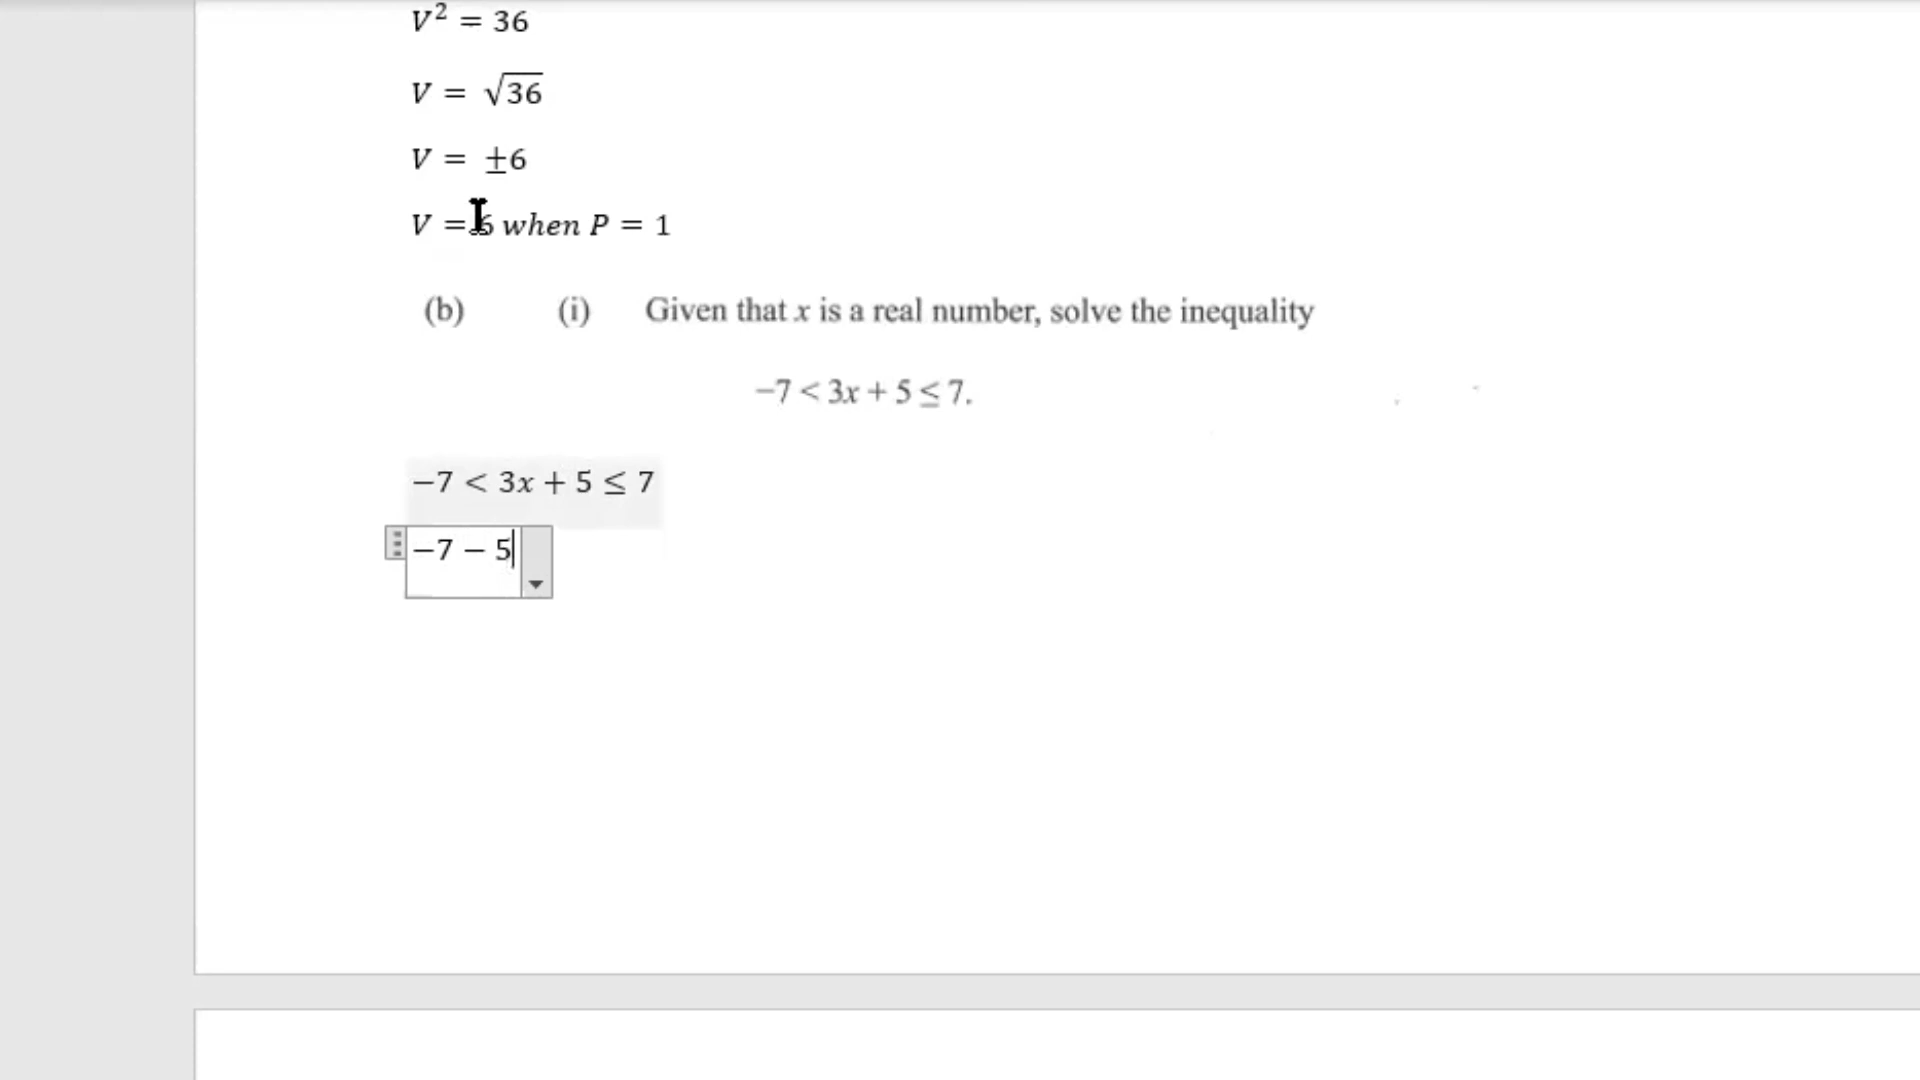 V² = 36
V = √36
V = ±6
V = 6 when P = 1
(b) (i) Given that x is a real number, solve the inequality
−7 < 3x + 5 ≤ 7.
−7 < 3x + 5 ≤ 7
−7 − 5